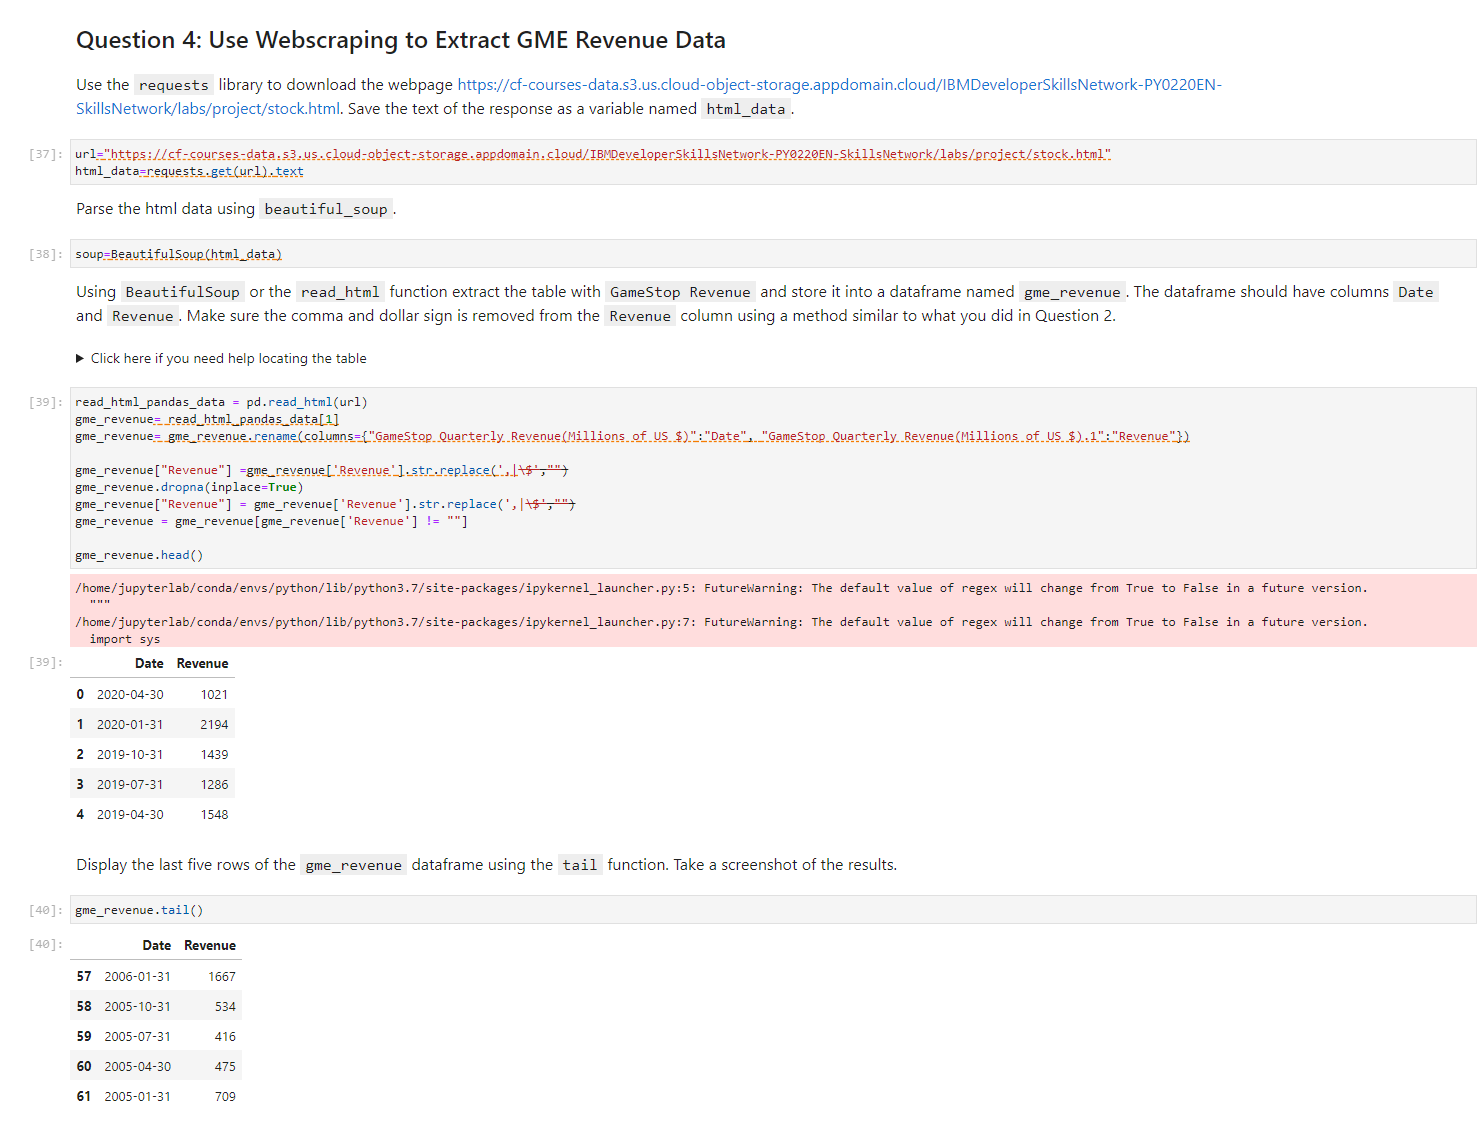 Question 4: Use Webscraping to Extract GME Revenue Data
Use the requests library to download the webpage https://cf-courses-data.s3.us.cloud-object-storage.appdomain.cloud/IBMDeveloperSkillsNetwork-PY0220EN-
SkillsNetwork/labs/project/stock.html. Save the text of the response as a variable named html_data.
[37]: url="https://cf-courses-data.s3.us.cloud-object-storage.appdomain.cloud/IBMDeveloperSkillsNetwork-PY0220EN-SkillsNetwork/labs/project/stock.html"
html_data=requests.get(url).text
Parse the html data using beautiful_soup.
[38]: soup=BeautifulSoup(html_data)
Using BeautifulSoup or the read_html function extract the table with GameStop Revenue and store it into a dataframe named gme_revenue. The dataframe should have columns Date
and Revenue. Make sure the comma and dollar sign is removed from the Revenue column using a method similar to what you did in Question 2.
▶ Click here if you need help locating the table
[39]: read_html_pandas_data = pd.read_html(url)
gme_revenue= read_html_pandas_data[1]
gme_revenue= gme_revenue.rename(columns={"GameStop Quarterly Revenue(Millions of US $)":"Date", "GameStop Quarterly Revenue(Millions of US $).1":"Revenue"})
gme_revenue["Revenue"] =gme_revenue['Revenue'].str.replace(',|\$',"")
gme_revenue.dropna(inplace=True)
gme_revenue["Revenue"] = gme_revenue['Revenue'].str.replace(',|\$',"")
gme_revenue = gme_revenue[gme_revenue['Revenue'] != ""]
gme_revenue.head()
/home/jupyterlab/conda/envs/python/lib/python3.7/site-packages/ipykernel_launcher.py:5: FutureWarning: The default value of regex will change from True to False in a future version.
"""
/home/jupyterlab/conda/envs/python/lib/python3.7/site-packages/ipykernel_launcher.py:7: FutureWarning: The default value of regex will change from True to False in a future version.
import sys
[39]: Date Revenue
0 2020-04-30 1021
1 2020-01-31 2194
2 2019-10-31 1439
3 2019-07-31 1286
4 2019-04-30 1548
Display the last five rows of the gme_revenue dataframe using the tail function. Take a screenshot of the results.
[40]: gme_revenue.tail()
[40]: Date Revenue
57 2006-01-31 1667
58 2005-10-31 534
59 2005-07-31 416
60 2005-04-30 475
61 2005-01-31 709